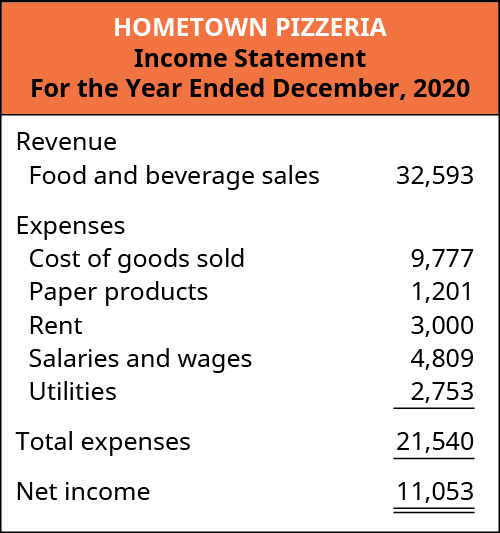 HOMETOWN PIZZERIA
Income Statement
For the Year Ended December, 2020
Revenue
Food and beverage sales 32,593
Expenses
Cost of goods sold 9,777
Paper products 1,201
Rent 3,000
Salaries and wages 4,809
Utilities 2,753
Total expenses 21,540
Net income 11,053